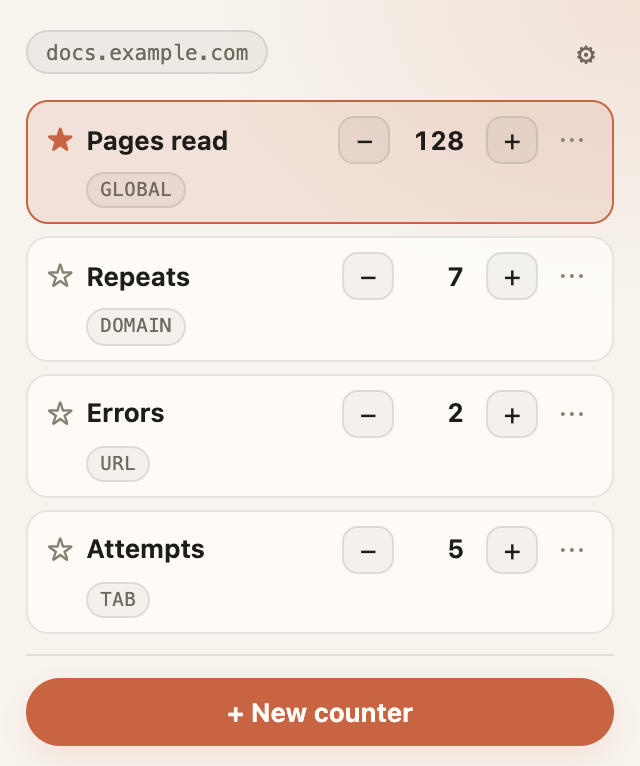 docs.example.com ⚙
★ Pages read − 128 + ···
GLOBAL
☆ Repeats − 7 + ···
DOMAIN
☆ Errors − 2 + ···
URL
☆ Attempts − 5 + ···
TAB
+ New counter